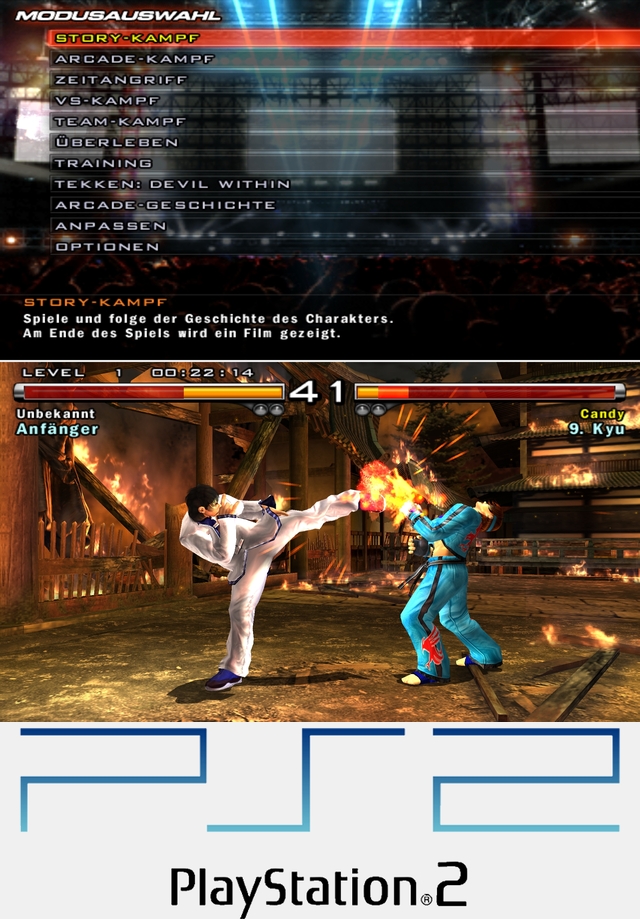 MODUSAUSWAHL
STORY-KAMPF
ARCADE-KAMPF
ZEITANGRIFF
VS-KAMPF
TEAM-KAMPF
ÜBERLEBEN
TRAINING
TEKKEN: DEVIL WITHIN
ARCADE-GESCHICHTE
ANPASSEN
OPTIONEN
STORY-KAMPF
Spiele und folge der Geschichte des Charakters.
Am Ende des Spiels wird ein Film gezeigt.
LEVEL 1 00:22:14
41
Unbekannt Candy
Anfänger 9. Kyu
PS2
PlayStation®2